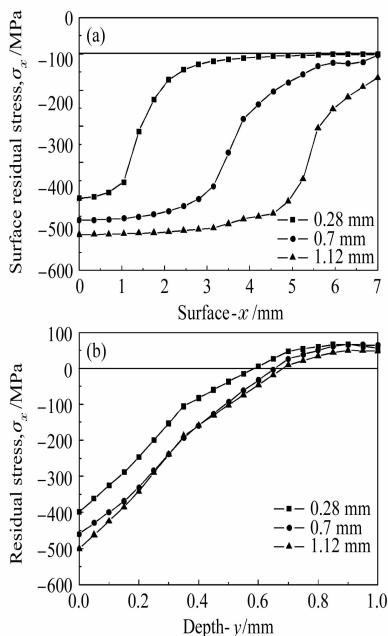 (a)
0
−100
−200
−300
−400
−500
−600
Surface residual stress,σx/MPa
0.28 mm
0.7 mm
1.12 mm
0 1 2 3 4 5 6 7
Surface-x/mm
(b)
100
0
−100
−200
−300
−400
−500
−600
Residual stress,σx/MPa
0.28 mm
0.7 mm
1.12 mm
0 0.2 0.4 0.6 0.8 1.0
Depth-y/mm